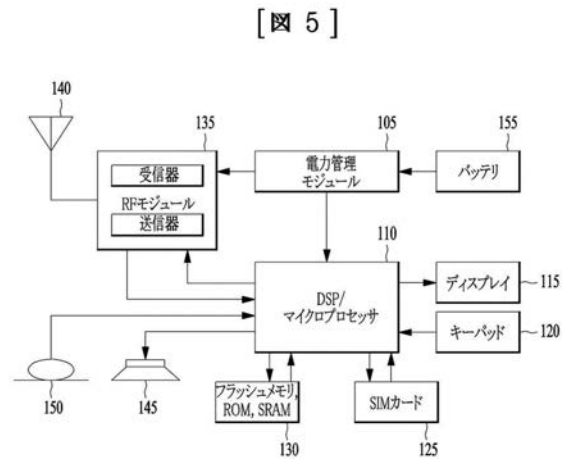 [図 5]
140
135
105
155
受信器
RFモジュール
送信器
電力管理
モジュール
バッテリ
110
DSP/
マイクロプロセッサ
ディスプレイ
115
キーパッド
120
150
145
フラッシュメモリ,
ROM, SRAM
130
SIMカード
125